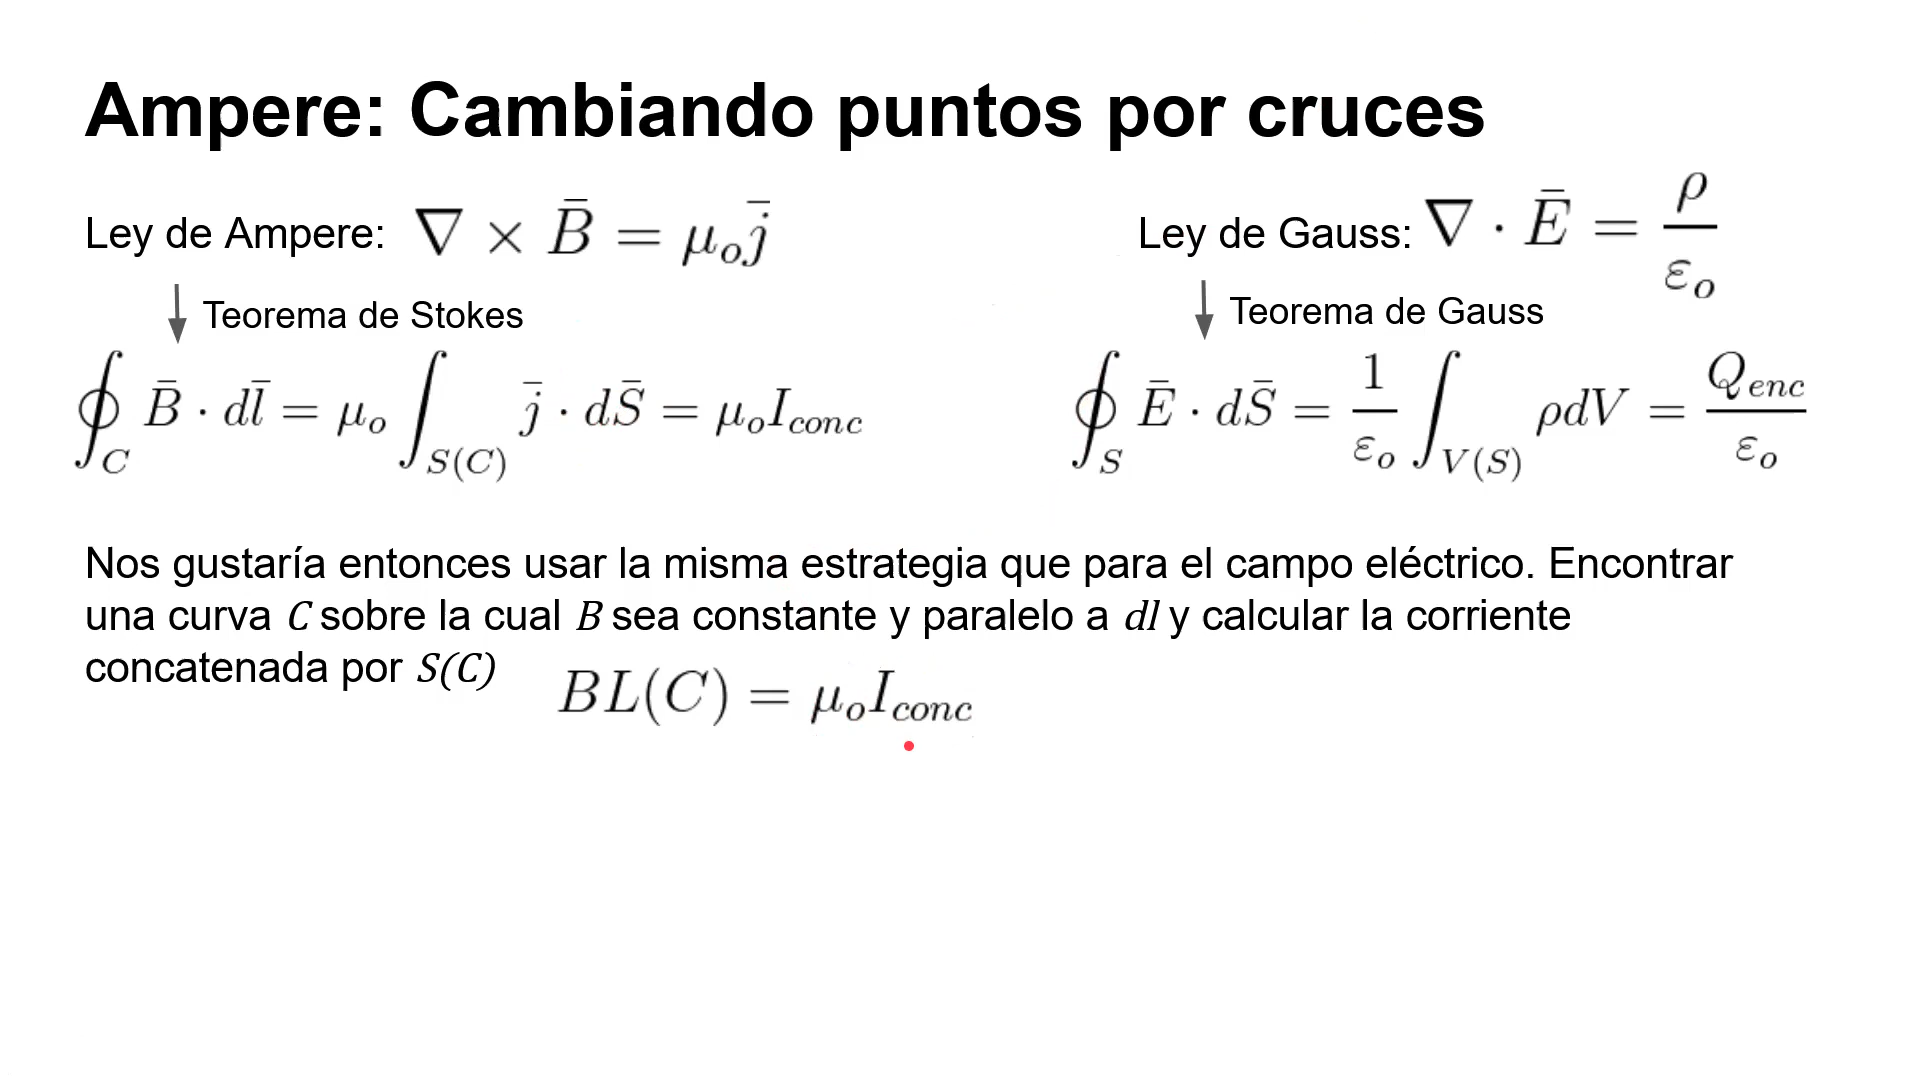 Ampere: Cambiando puntos por cruces
Ley de Ampere: ∇ × B̄ = μₒj̄
Ley de Gauss: ∇ · Ē = ρ/εₒ
Teorema de Stokes
Teorema de Gauss
∮_C B̄ · dl̄ = μₒ ∫_S(C) j̄ · dS̄ = μₒI_conc
∮_S Ē · dS̄ = 1/εₒ ∫_V(S) ρdV = Q_enc/εₒ
Nos gustaría entonces usar la misma estrategia que para el campo eléctrico. Encontrar
una curva C sobre la cual B sea constante y paralelo a dl y calcular la corriente
concatenada por S(C)
BL(C) = μₒI_conc